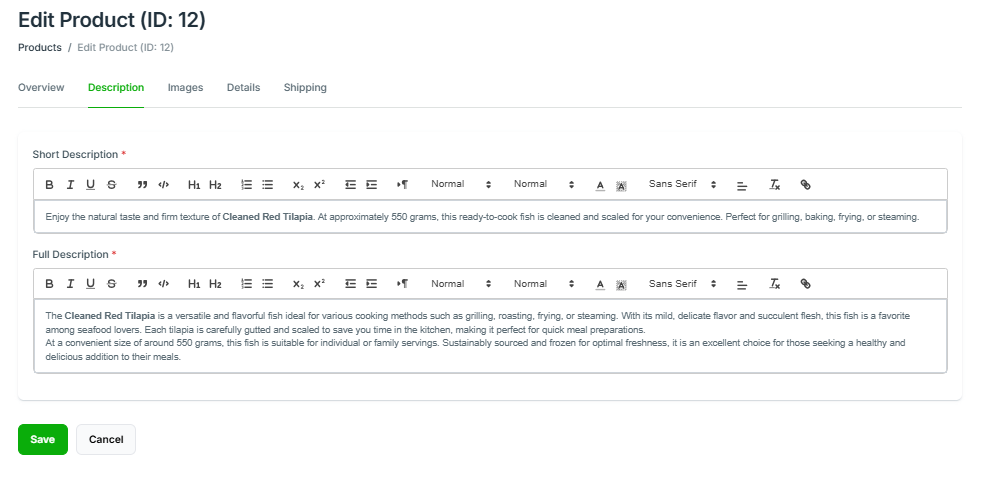 Edit Product (ID: 12)
Products / Edit Product (ID: 12)
Overview Description Images Details Shipping
Short Description *
B I U S ” </> H1 H2 x₂ x² ¶ Normal Normal A A Sans Serif Tx
Enjoy the natural taste and firm texture of Cleaned Red Tilapia. At approximately 550 grams, this ready-to-cook fish is cleaned and scaled for your convenience. Perfect for grilling, baking, frying, or steaming.
Full Description *
B I U S ” </> H1 H2 x₂ x² ¶ Normal Normal A A Sans Serif Tx
The Cleaned Red Tilapia is a versatile and flavorful fish ideal for various cooking methods such as grilling, roasting, frying, or steaming. With its mild, delicate flavor and succulent flesh, this fish is a favorite
among seafood lovers. Each tilapia is carefully gutted and scaled to save you time in the kitchen, making it perfect for quick meal preparations.
At a convenient size of around 550 grams, this fish is suitable for individual or family servings. Sustainably sourced and frozen for optimal freshness, it is an excellent choice for those seeking a healthy and
delicious addition to their meals.
Save Cancel